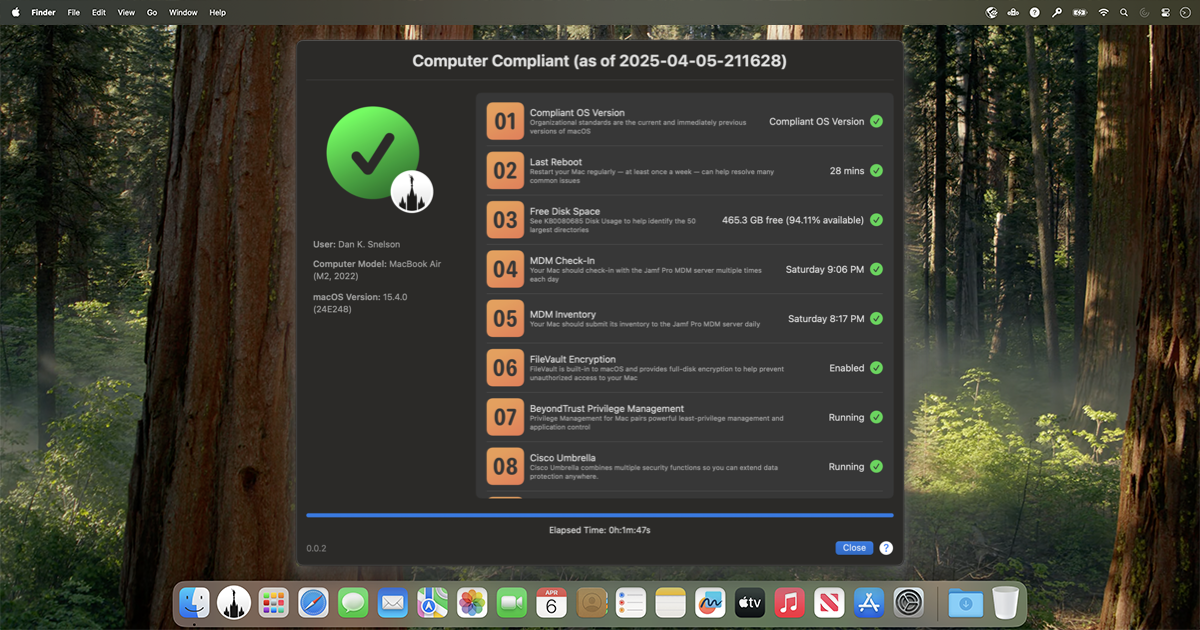 Finder File Edit View Go Window Help
Computer Compliant (as of 2025-04-05-211628)
User: Dan K. Snelson
Computer Model: MacBook Air
(M2, 2022)
macOS Version: 15.4.0
(24E248)
01
Compliant OS Version
Organizational standards are the current and immediately previous
versions of macOS
Compliant OS Version
02
Last Reboot
Restart your Mac regularly — at least once a week — can help resolve many
common issues
28 mins
03
Free Disk Space
See KB0080685 Disk Usage to help identify the 50
largest directories
465.3 GB free (94.11% available)
04
MDM Check-In
Your Mac should check-in with the Jamf Pro MDM server multiple times
each day
Saturday 9:06 PM
05
MDM Inventory
Your Mac should submit its inventory to the Jamf Pro MDM server daily
Saturday 8:17 PM
06
FileVault Encryption
FileVault is built-in to macOS and provides full-disk encryption to help prevent
unauthorized access to your Mac
Enabled
07
BeyondTrust Privilege Management
Privilege Management for Mac pairs powerful least-privilege management and
application control
Running
08
Cisco Umbrella
Cisco Umbrella combines multiple security functions so you can extend data
protection anywhere.
Running
Elapsed Time: 0h:1m:47s
0.0.2
Close
?
APR
6
tv